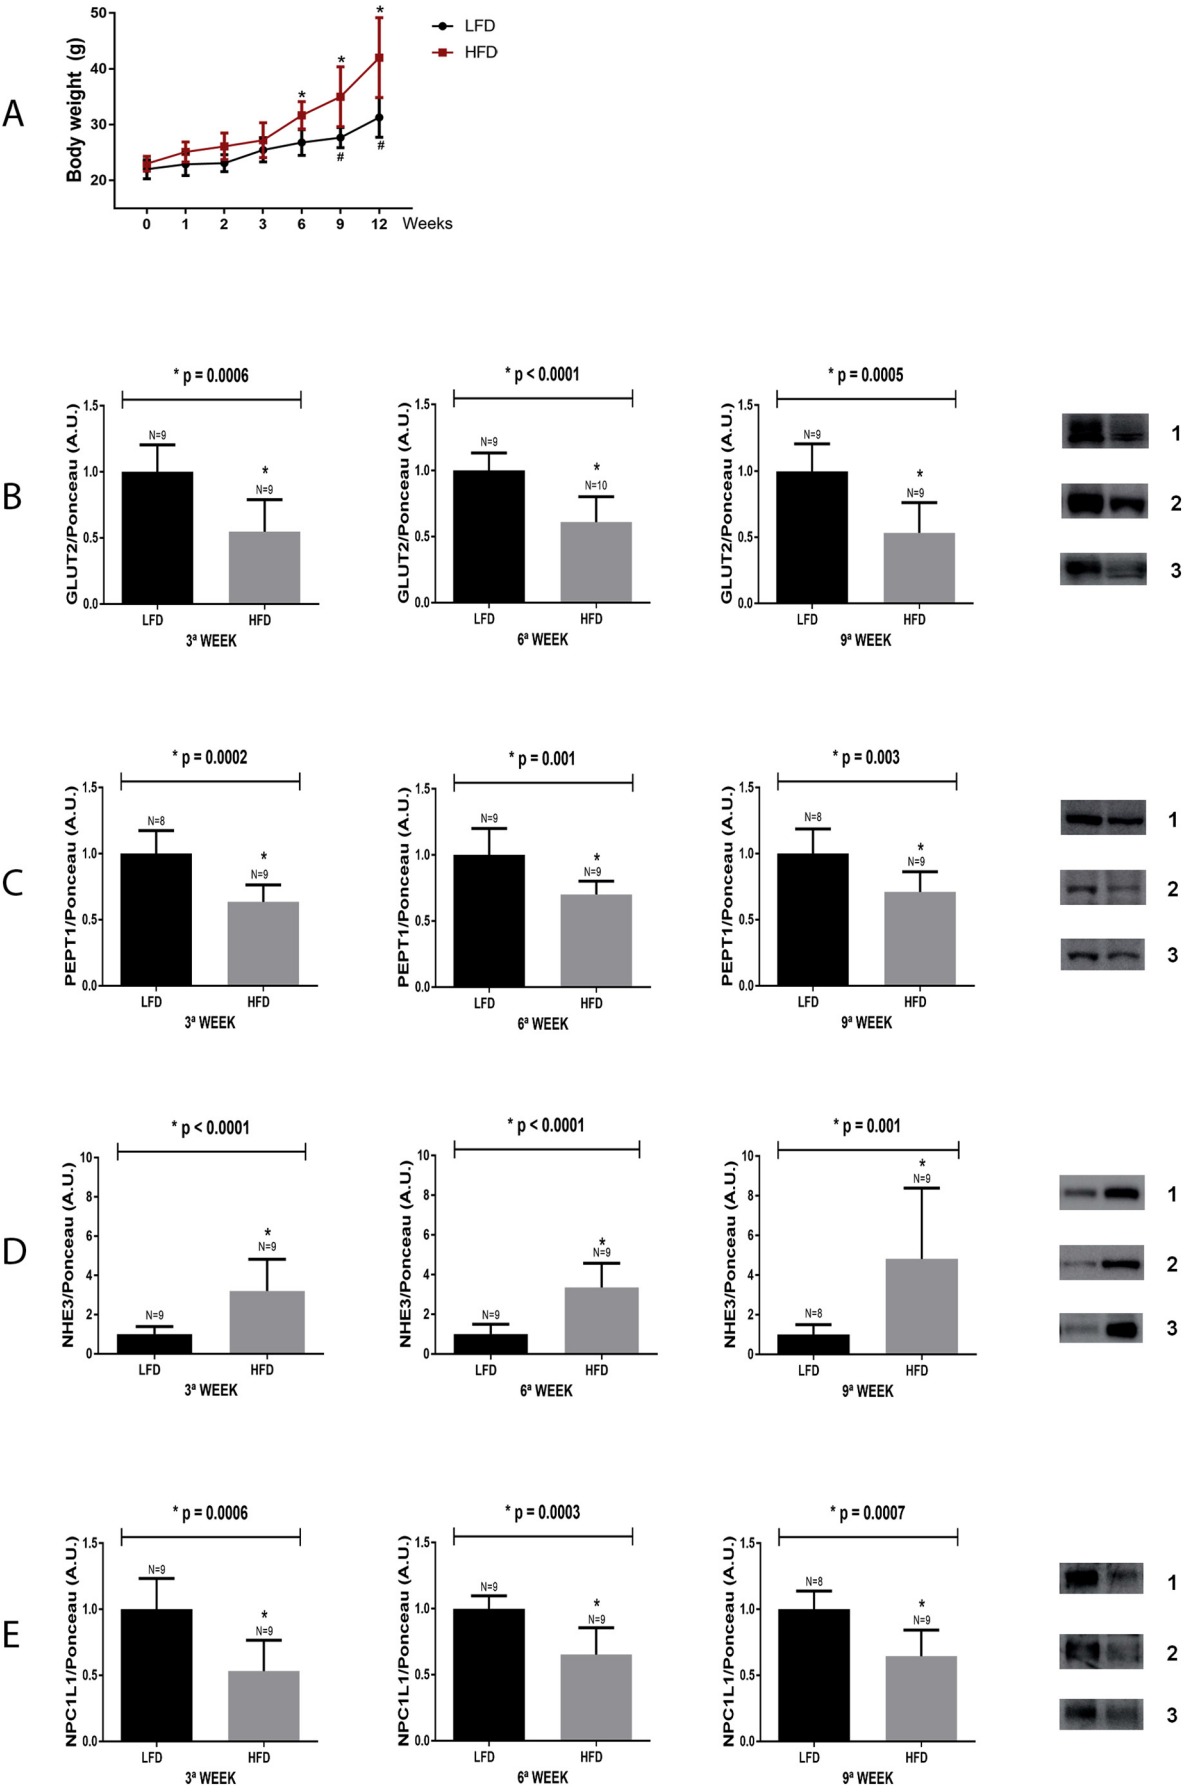 A
Body weight (g)
50
40
30
20
*
*
*
#
#
LFD
HFD
0 1 2 3 6 9 12 Weeks
B
* p = 0.0006
GLUT2/Ponceau (A.U.)
1.5
1.0
0.5
0.0
N=9
*
N=9
LFD HFD
3ª WEEK
* p < 0.0001
GLUT2/Ponceau (A.U.)
1.5
1.0
0.5
0.0
N=9
*
N=10
LFD HFD
6ª WEEK
* p = 0.0005
GLUT2/Ponceau (A.U.)
1.5
1.0
0.5
0.0
N=9
*
N=9
LFD HFD
9ª WEEK
1
2
3
C
* p = 0.0002
PEPT1/Ponceau (A.U.)
1.5
1.0
0.5
0.0
N=8
*
N=9
LFD HFD
3ª WEEK
* p = 0.001
PEPT1/Ponceau (A.U.)
1.5
1.0
0.5
0.0
N=9
*
N=9
LFD HFD
6ª WEEK
* p = 0.003
PEPT1/Ponceau (A.U.)
1.5
1.0
0.5
0.0
N=8
*
N=9
LFD HFD
9ª WEEK
1
2
3
D
* p < 0.0001
NHE3/Ponceau (A.U.)
10
8
6
4
2
0
N=9
*
N=9
LFD HFD
3ª WEEK
* p < 0.0001
NHE3/Ponceau (A.U.)
10
8
6
4
2
0
N=9
*
N=9
LFD HFD
6ª WEEK
* p = 0.001
NHE3/Ponceau (A.U.)
10
8
6
4
2
0
N=8
*
N=9
LFD HFD
9ª WEEK
1
2
3
E
* p = 0.0006
NPC1L1/Ponceau (A.U.)
1.5
1.0
0.5
0.0
N=9
*
N=9
LFD HFD
3ª WEEK
* p = 0.0003
NPC1L1/Ponceau (A.U.)
1.5
1.0
0.5
0.0
N=9
*
N=9
LFD HFD
6ª WEEK
* p = 0.0007
NPC1L1/Ponceau (A.U.)
1.5
1.0
0.5
0.0
N=8
*
N=9
LFD HFD
9ª WEEK
1
2
3